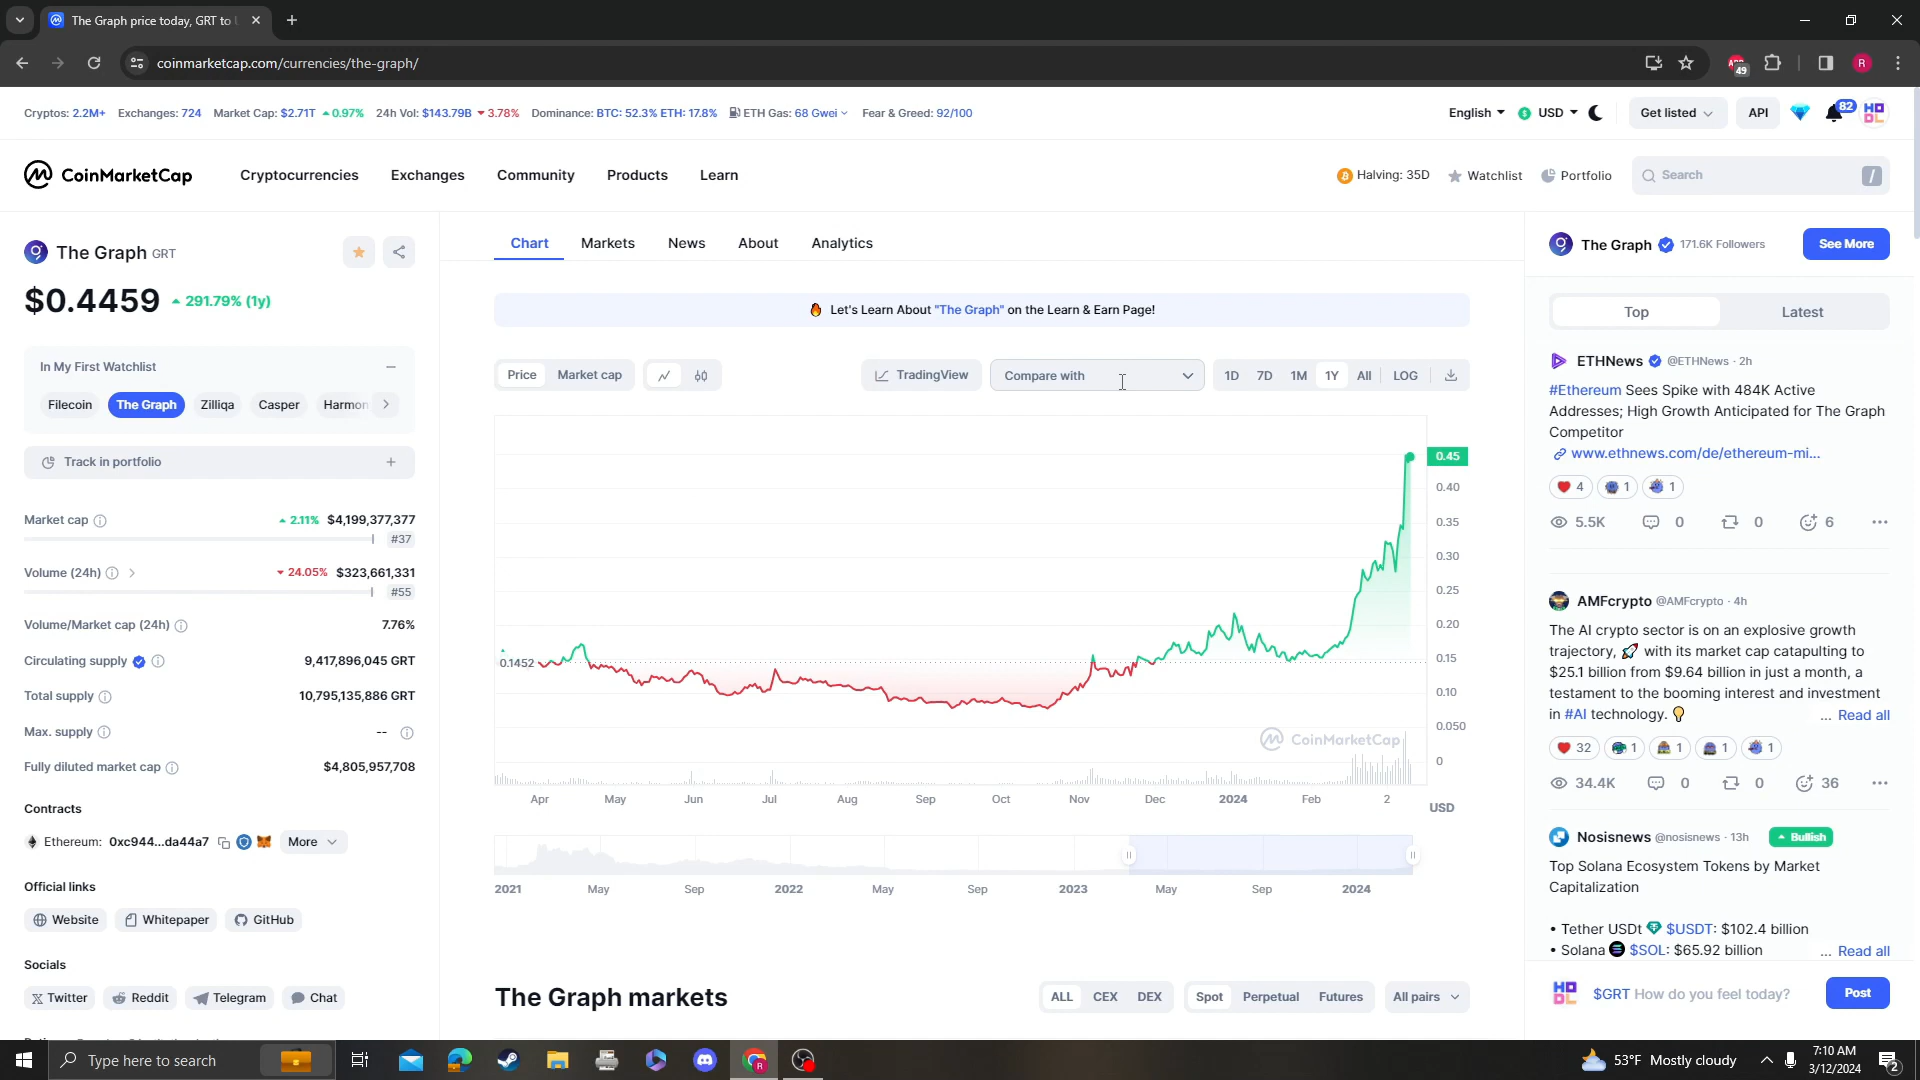 The Graph price today, GRT to
coinmarketcap.com/currencies/the-graph/
49
R
Cryptos: 2.2M+ Exchanges: 724 Market Cap: $2.71T 0.97% 24h Vol: $143.79B 3.78% Dominance: BTC: 52.3% ETH: 17.8% ETH Gas: 68 Gwei Fear & Greed: 92/100
English USD Get listed API 82
CoinMarketCap
Cryptocurrencies Exchanges Community Products Learn
Halving: 35D Watchlist Portfolio Search /
The Graph GRT
$0.4459 291.79% (1y)
In My First Watchlist
Filecoin The Graph Zilliqa Casper Harmon
Track in portfolio +
Market cap 2.11% $4,199,377,377
#37
Volume (24h) 24.05% $323,661,331
#55
Volume/Market cap (24h) 7.76%
Circulating supply 9,417,896,045 GRT
Total supply 10,795,135,886 GRT
Max. supply --
Fully diluted market cap $4,805,957,708
Contracts
Ethereum: 0xc944...da44a7 More
Official links
Website Whitepaper GitHub
Socials
Twitter Reddit Telegram Chat
Chart Markets News About Analytics
Let's Learn About "The Graph" on the Learn & Earn Page!
Price Market cap TradingView Compare with 1D 7D 1M 1Y All LOG
0.45
0.40
0.35
0.30
0.25
0.20
0.15
0.10
0.050
0
0.1452
CoinMarketCap
Apr May Jun Jul Aug Sep Oct Nov Dec 2024 Feb 2
USD
2021 May Sep 2022 May Sep 2023 May Sep 2024
The Graph markets
ALL CEX DEX Spot Perpetual Futures All pairs
The Graph 171.6K Followers See More
Top Latest
ETHNews @ETHNews · 2h
#Ethereum Sees Spike with 484K Active
Addresses; High Growth Anticipated for The Graph
Competitor
www.ethnews.com/de/ethereum-mi...
4 1 1
5.5K 0 0 6
AMFcrypto @AMFcrypto · 4h
The AI crypto sector is on an explosive growth
trajectory, with its market cap catapulting to
$25.1 billion from $9.64 billion in just a month, a
testament to the booming interest and investment
in #AI technology. ... Read all
32 1 1 1 1
34.4K 0 0 36
Nosisnews @nosisnews · 13h Bullish
Top Solana Ecosystem Tokens by Market
Capitalization
• Tether USDt $USDT: $102.4 billion
• Solana $SOL: $65.92 billion ... Read all
HODL $GRT How do you feel today? Post
Type here to search
53°F Mostly cloudy
7:10 AM
3/12/2024
2